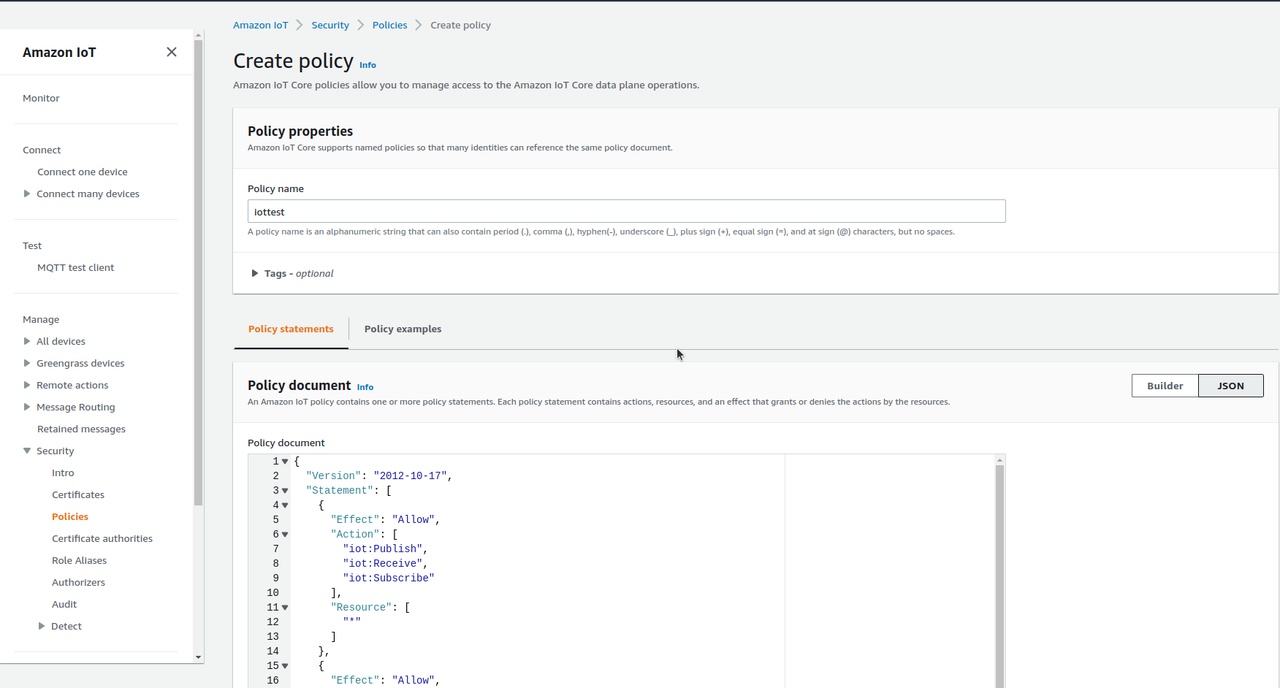 Amazon IoT > Security > Policies > Create policy
Amazon IoT
Monitor
Connect
Connect one device
Connect many devices
Test
MQTT test client
Manage
All devices
Greengrass devices
Remote actions
Message Routing
Retained messages
Security
Intro
Certificates
Policies
Certificate authorities
Role Aliases
Authorizers
Audit
Detect
Create policy Info
Amazon IoT Core policies allow you to manage access to the Amazon IoT Core data plane operations.
Policy properties
Amazon IoT Core supports named policies so that many identities can reference the same policy document.
Policy name
iottest
A policy name is an alphanumeric string that can also contain period (.), comma (,), hyphen(-), underscore (_), plus sign (+), equal sign (=), and at sign (@) characters, but no spaces.
Tags - optional
Policy statements Policy examples
Policy document Info
Builder JSON
An Amazon IoT policy contains one or more policy statements. Each policy statement contains actions, resources, and an effect that grants or denies the actions by the resources.
Policy document
1 {
2 "Version": "2012-10-17",
3 "Statement": [
4 {
5 "Effect": "Allow",
6 "Action": [
7 "iot:Publish",
8 "iot:Receive",
9 "iot:Subscribe"
10 ],
11 "Resource": [
12 "*"
13 ]
14 },
15 {
16 "Effect": "Allow",